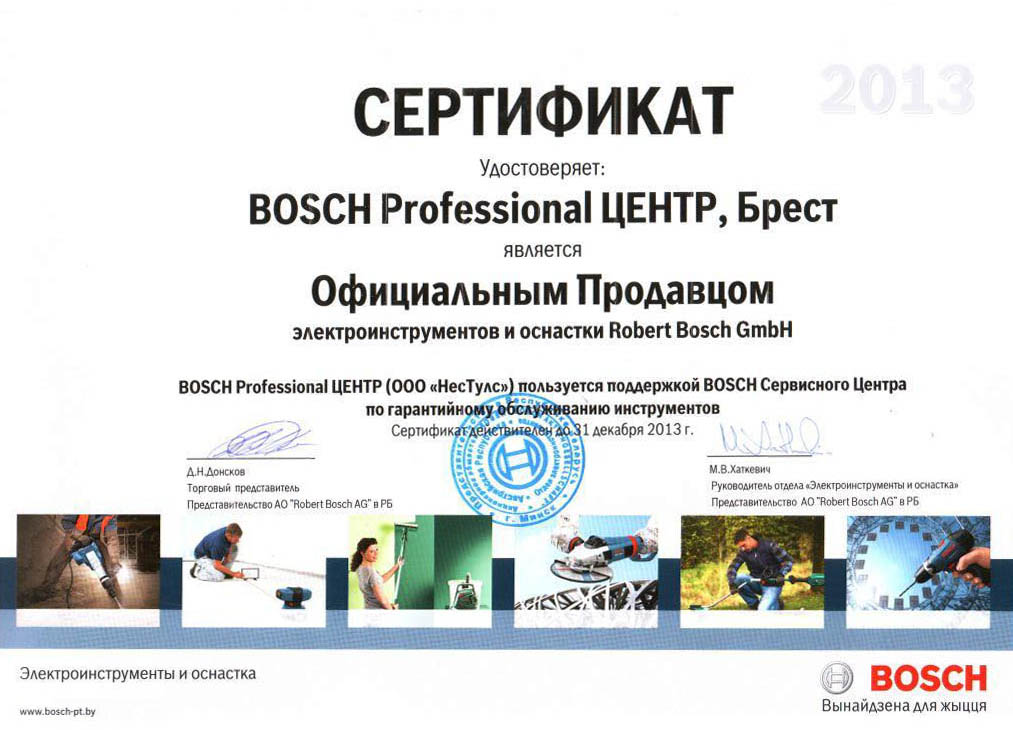 2013
СЕРТИФИКАТ
Удостоверяет:
BOSCH Professional ЦЕНТР, Брест
является
Официальным Продавцом
электроинструментов и оснастки Robert Bosch GmbH
BOSCH Professional ЦЕНТР (ООО «НесТулс») пользуется поддержкой BOSCH Сервисного Центра
по гарантийному обслуживанию инструментов
Сертификат действителен до 31 декабря 2013 г.
Д.Н.Донсков
Торговый представитель
Представительство АО "Robert Bosch AG" в РБ
г. Минск
М.В.Хаткевич
Руководитель отдела «Электроинструменты и оснастка»
Представительство АО "Robert Bosch AG" в РБ
Электроинструменты и оснастка
www.bosch-pt.by
BOSCH
Вынайдзена для жыцця